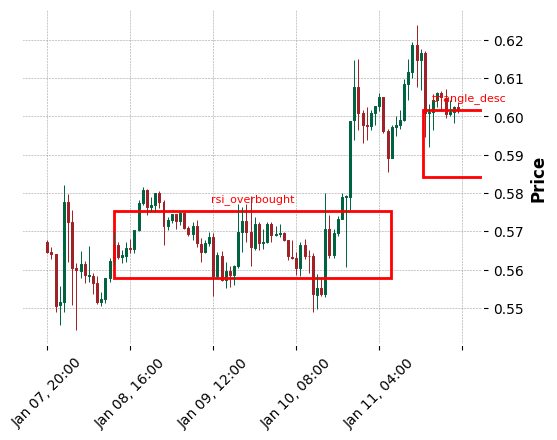 0.62
0.61
triangle_desc
0.60
0.59
rsi_overbought
0.58
0.57
0.56
0.55
Price
Jan 07, 20:00
Jan 08, 16:00
Jan 09, 12:00
Jan 10, 08:00
Jan 11, 04:00